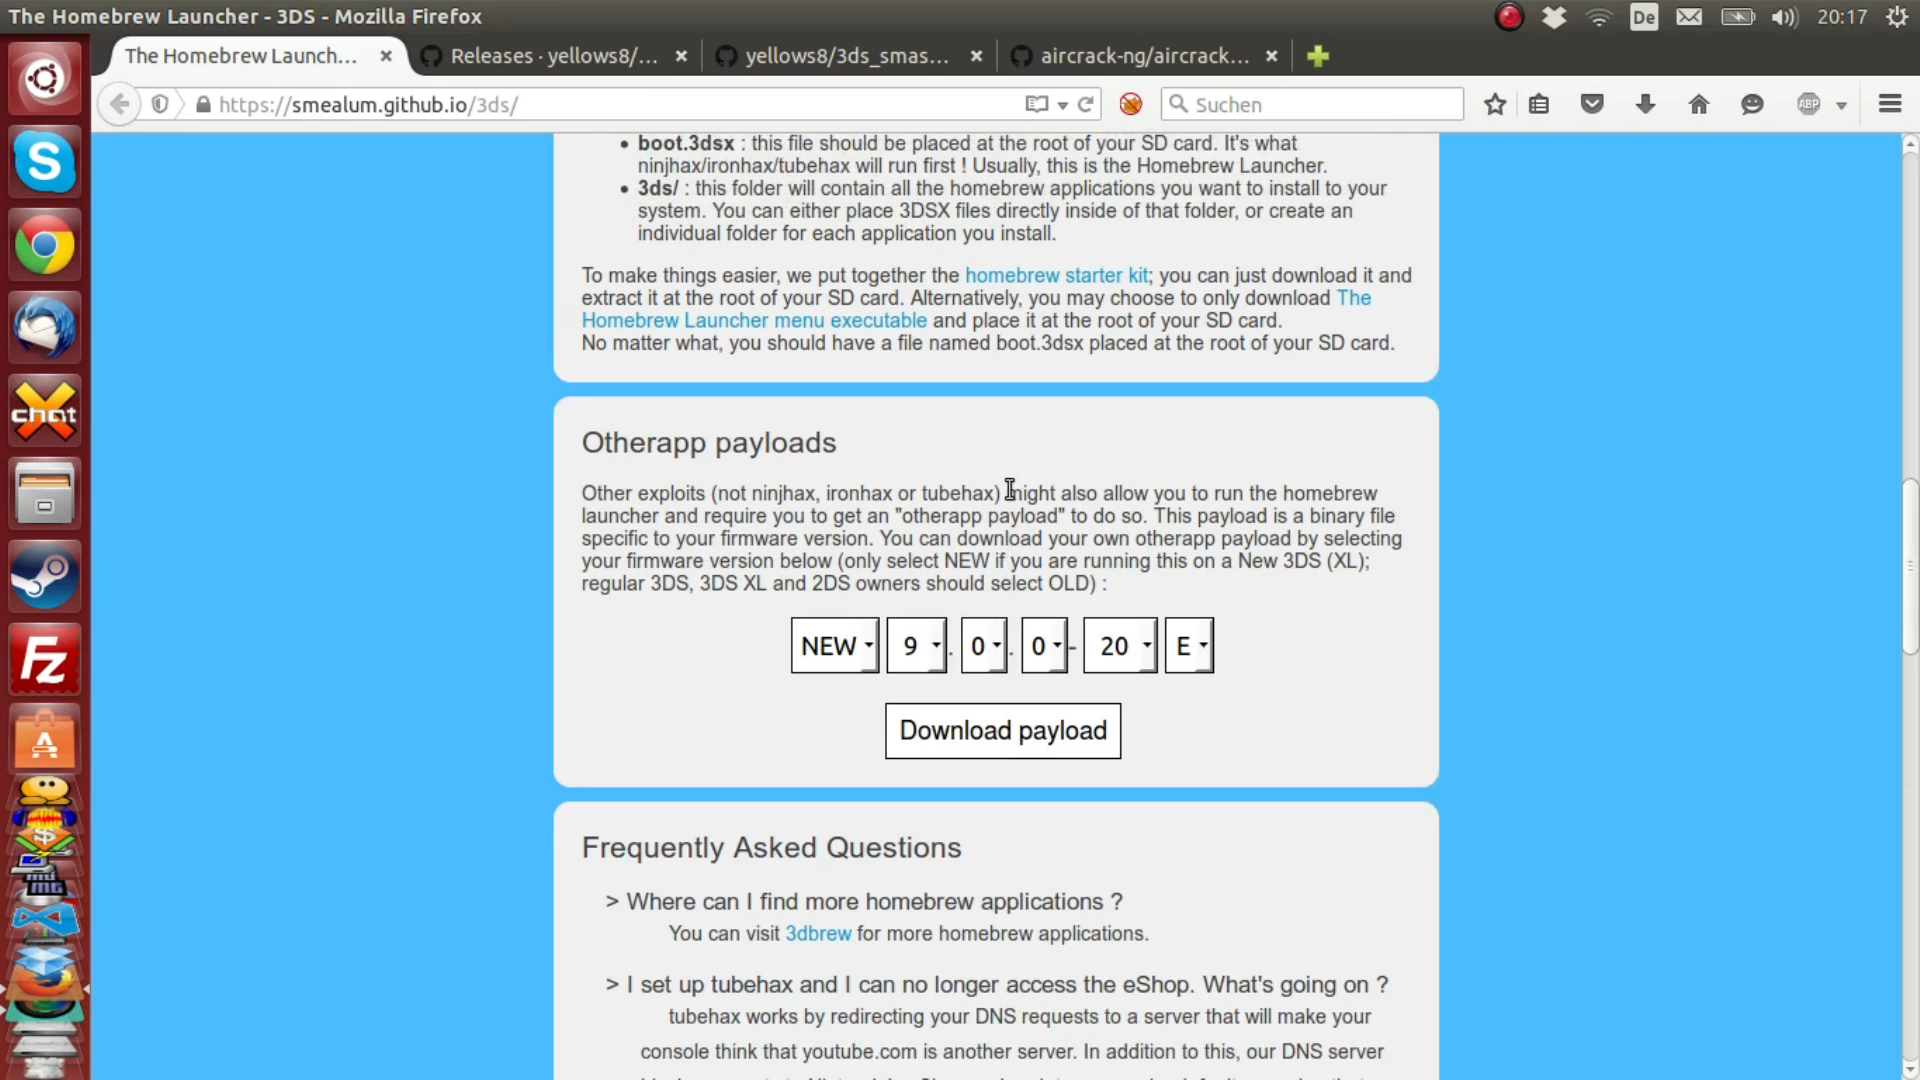 The Homebrew Launcher - 3DS - Mozilla Firefox
De
20:17
The Homebrew Launch...
Releases · yellows8/...
yellows8/3ds_smas...
aircrack-ng/aircrack...
https://smealum.github.io/3ds/
Suchen
ABP
boot.3dsx : this file should be placed at the root of your SD card. It's what
ninjhax/ironhax/tubehax will run first ! Usually, this is the Homebrew Launcher.
3ds/ : this folder will contain all the homebrew applications you want to install to your
system. You can either place 3DSX files directly inside of that folder, or create an
individual folder for each application you install.
To make things easier, we put together the homebrew starter kit; you can just download it and
extract it at the root of your SD card. Alternatively, you may choose to only download The
Homebrew Launcher menu executable and place it at the root of your SD card.
No matter what, you should have a file named boot.3dsx placed at the root of your SD card.
Otherapp payloads
Other exploits (not ninjhax, ironhax or tubehax) might also allow you to run the homebrew
launcher and require you to get an "otherapp payload" to do so. This payload is a binary file
specific to your firmware version. You can download your own otherapp payload by selecting
your firmware version below (only select NEW if you are running this on a New 3DS (XL);
regular 3DS, 3DS XL and 2DS owners should select OLD) :
NEW 9 . 0 . 0 - 20 E
Download payload
Frequently Asked Questions
> Where can I find more homebrew applications ?
You can visit 3dbrew for more homebrew applications.
> I set up tubehax and I can no longer access the eShop. What's going on ?
tubehax works by redirecting your DNS requests to a server that will make your
console think that youtube.com is another server. In addition to this, our DNS server
S
X
chat
Fz
A